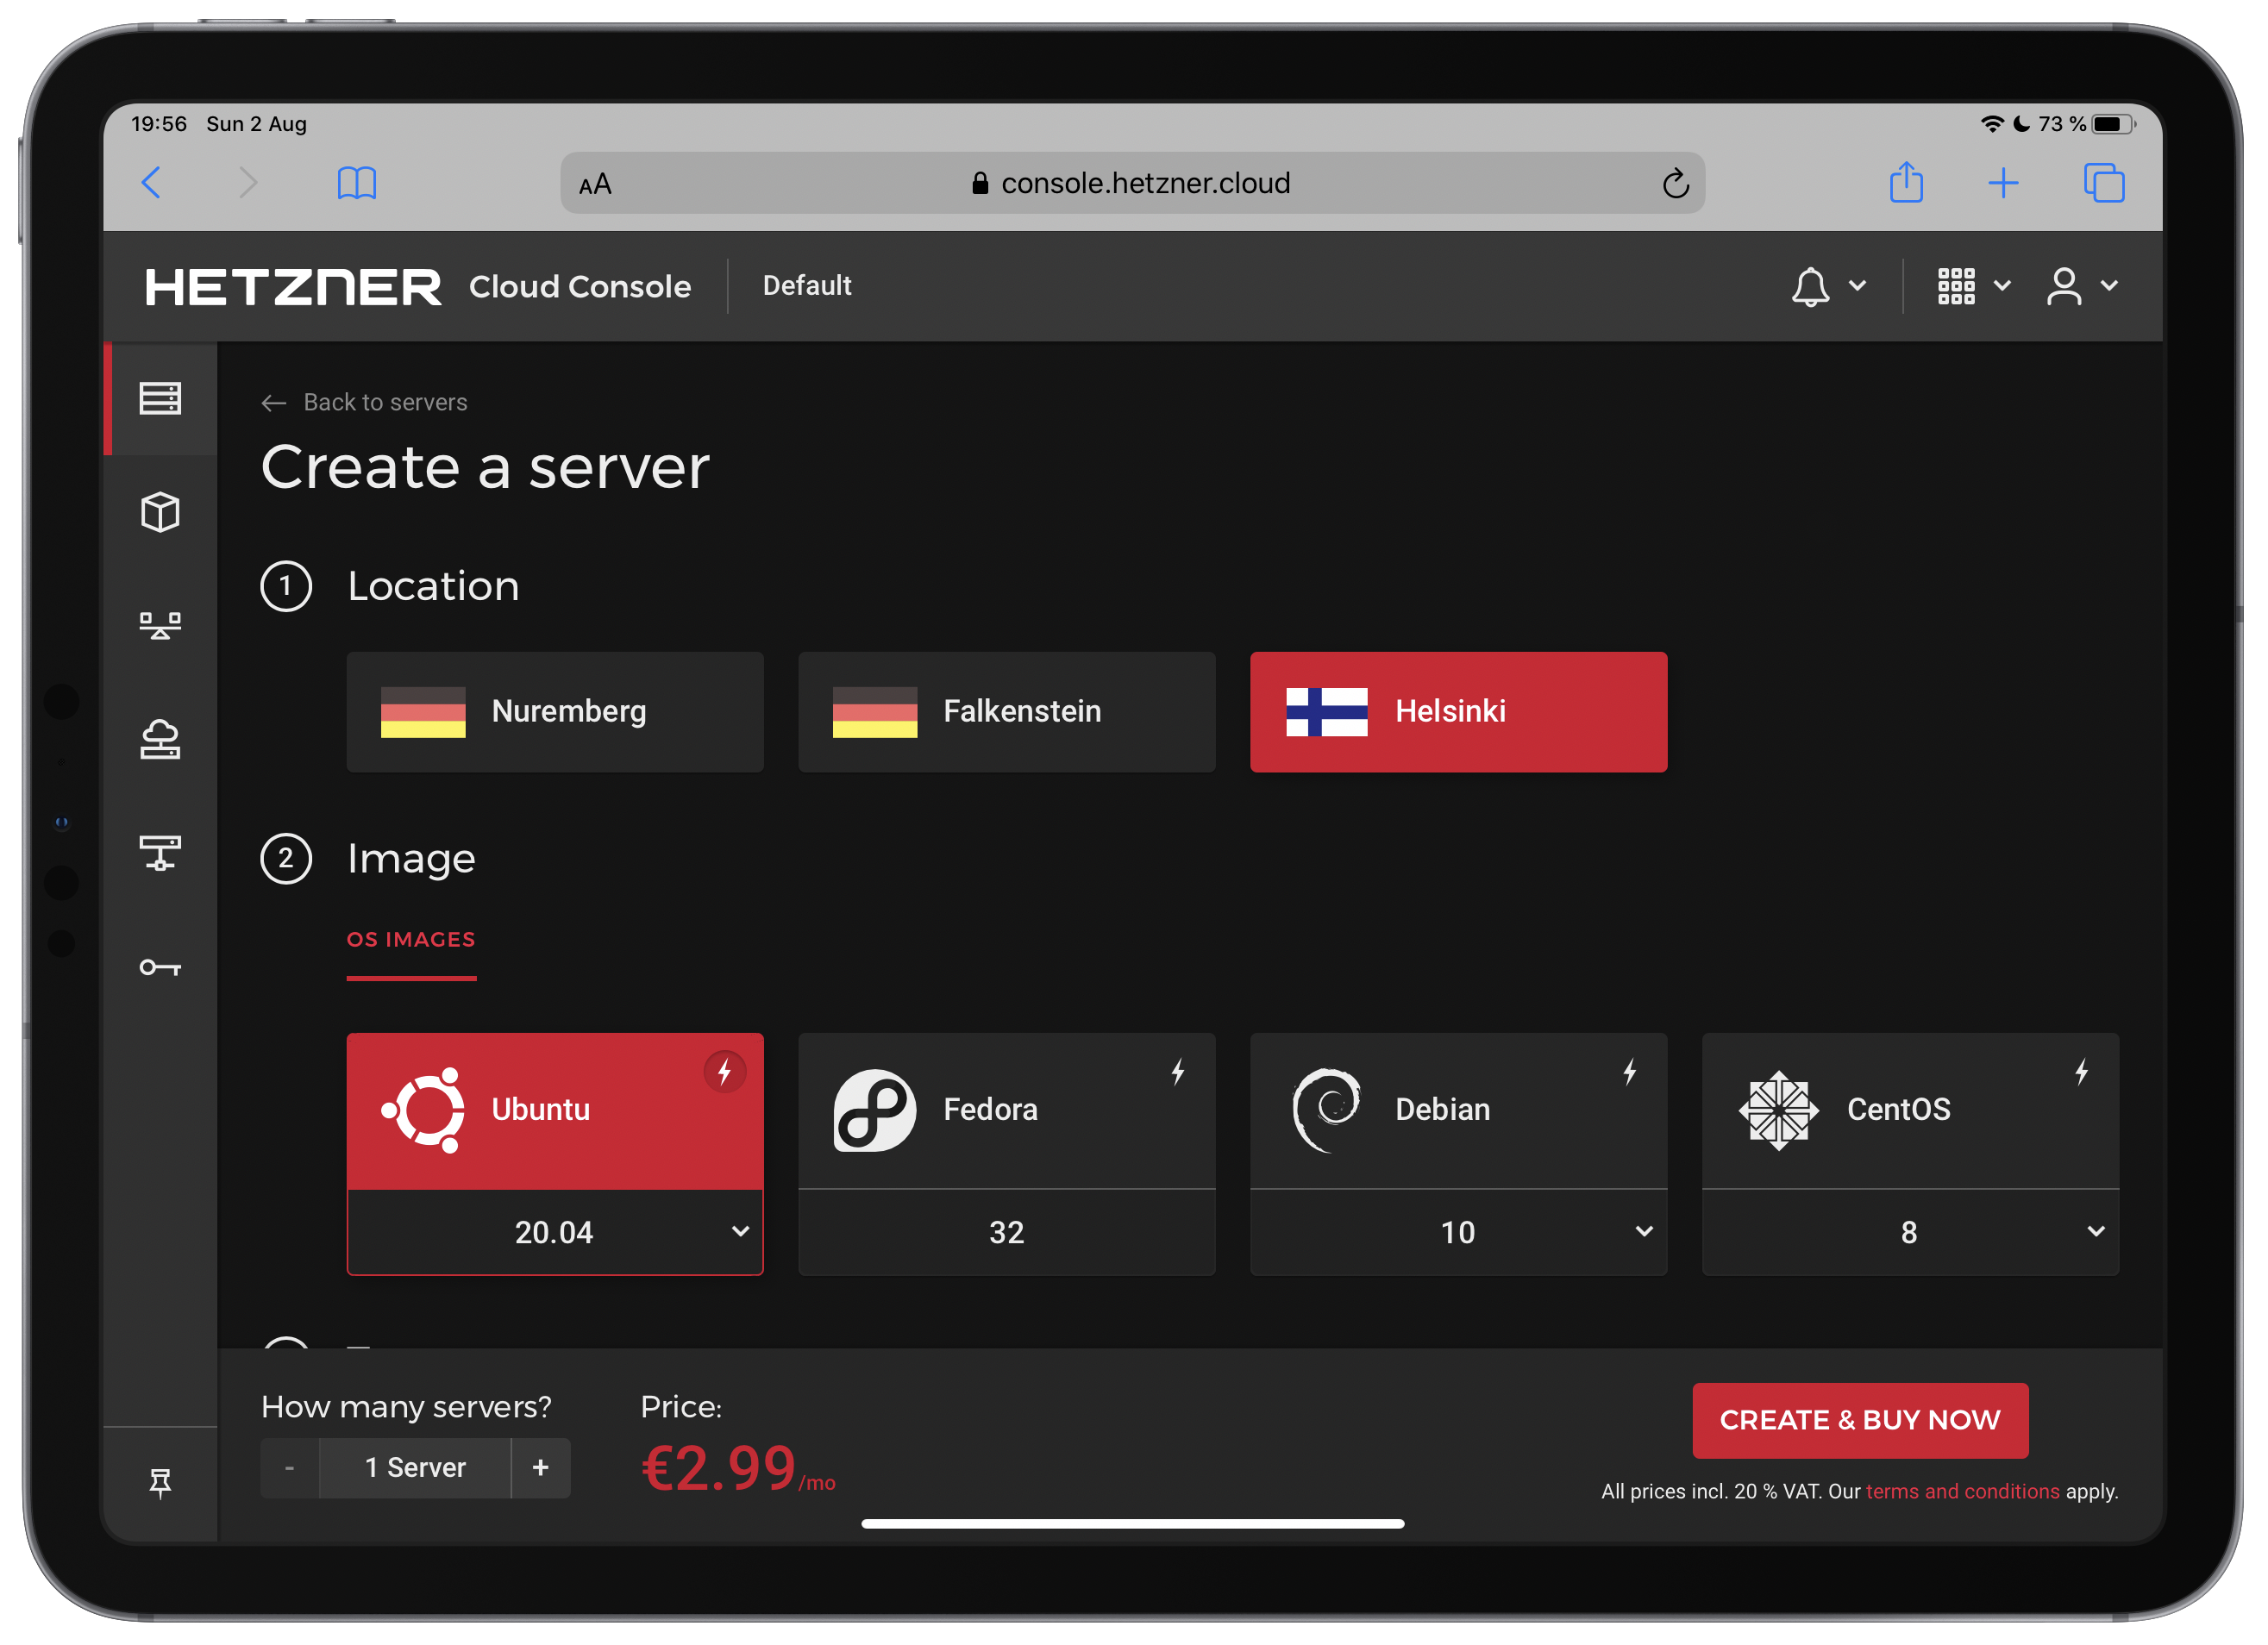 19:56 Sun 2 Aug
73 %
AA
console.hetzner.cloud
HETZNER Cloud Console Default
← Back to servers
Create a server
1 Location
Nuremberg Falkenstein Helsinki
2 Image
OS IMAGES
Ubuntu Fedora Debian CentOS
20.04 32 10 8
How many servers?
- 1 Server +
Price:
€2.99/mo
CREATE & BUY NOW
All prices incl. 20 % VAT. Our terms and conditions apply.